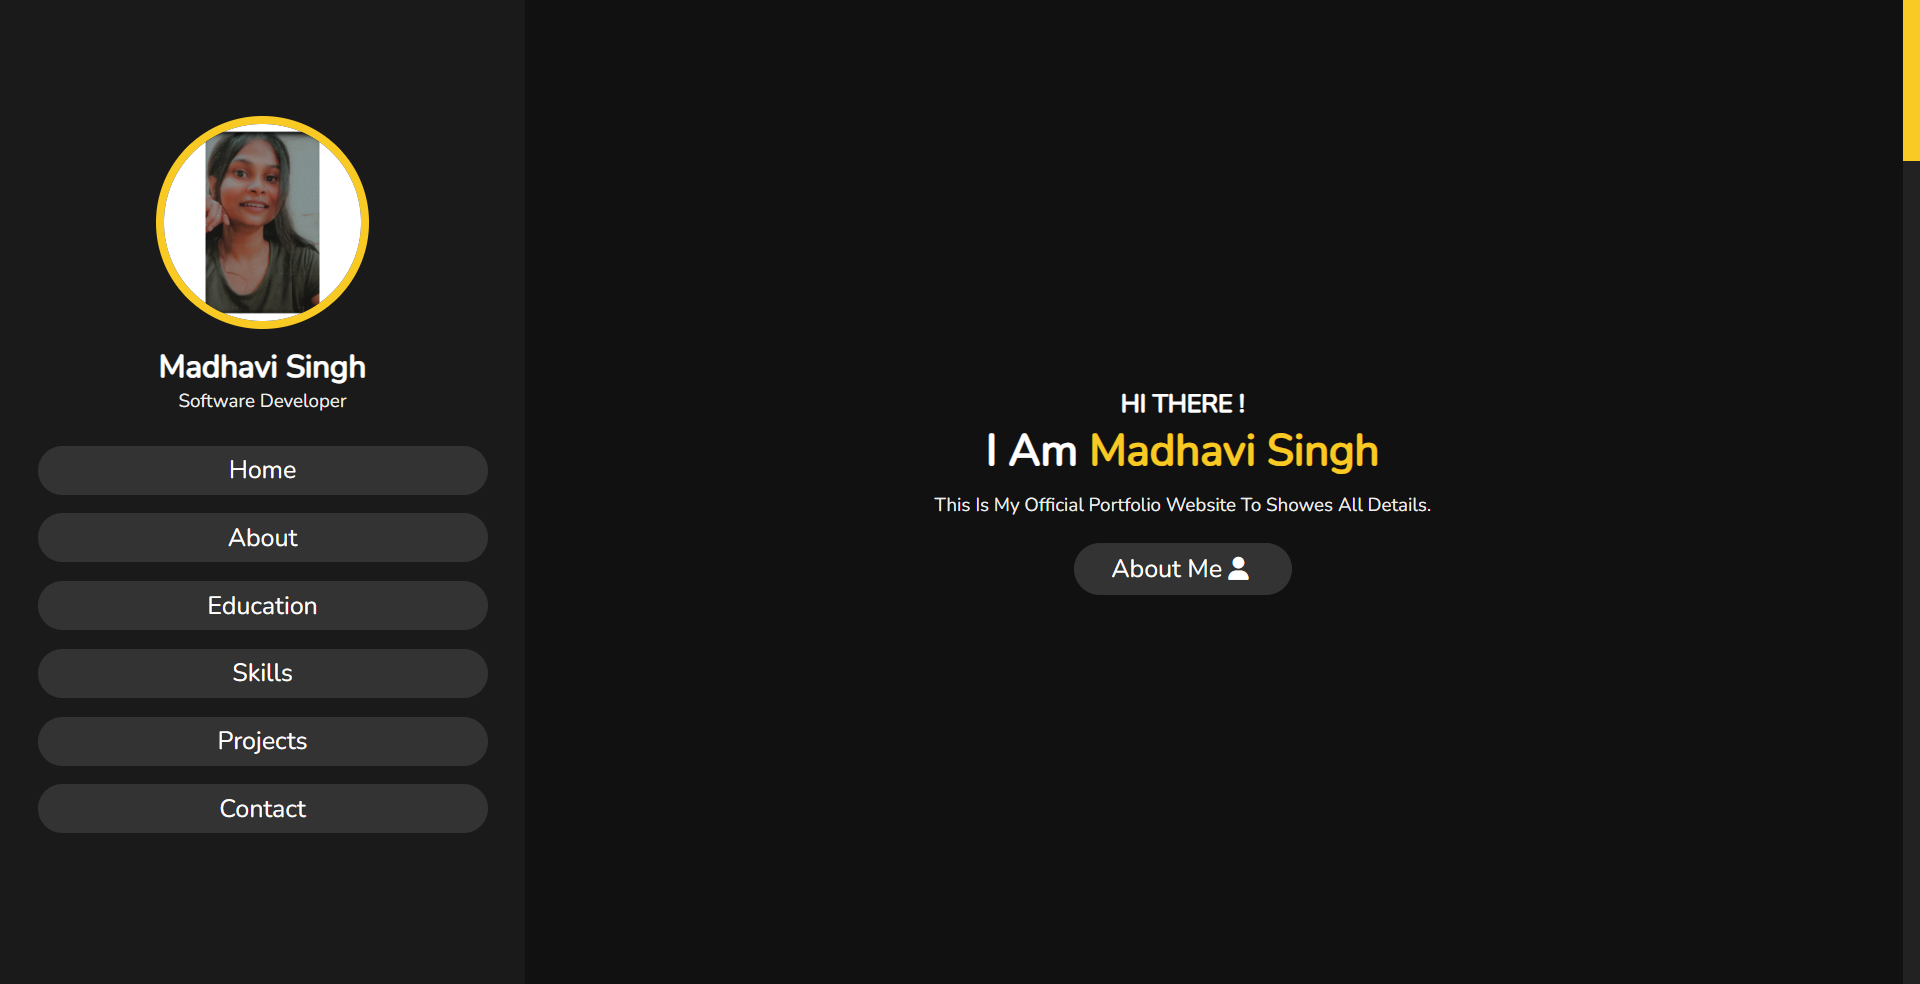 Madhavi Singh
Software Developer
Home
About
Education
Skills
Projects
Contact
HI THERE !
I Am Madhavi Singh
This Is My Official Portfolio Website To Showes All Details.
About Me